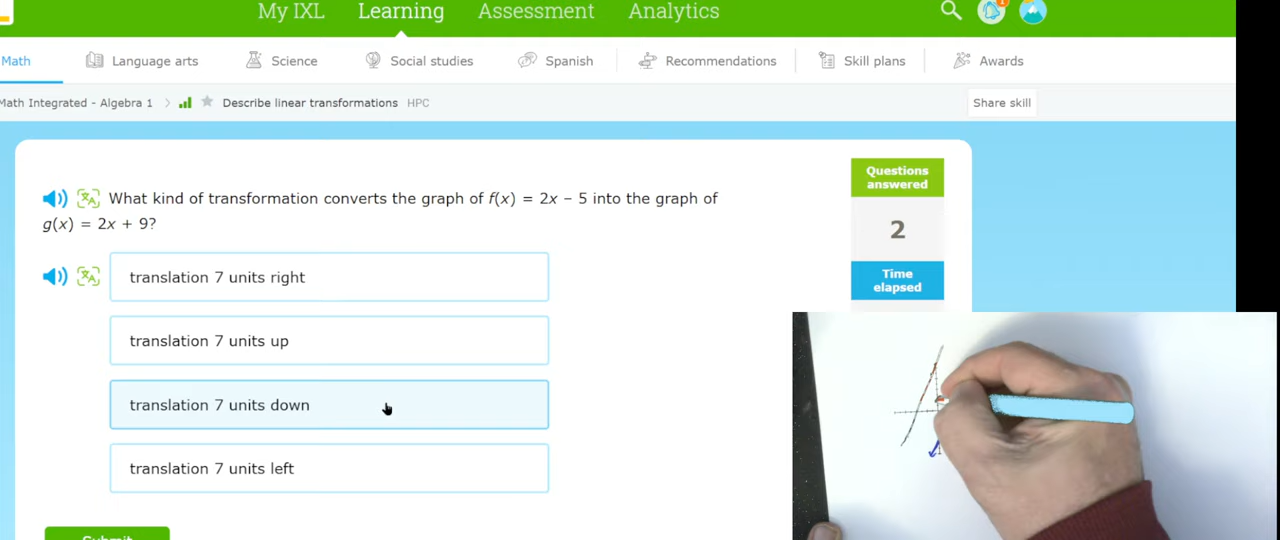 My IXL Learning Assessment Analytics
Math Language arts Science Social studies Spanish Recommendations Skill plans Awards
Math Integrated - Algebra 1 > Describe linear transformations HPC Share skill
What kind of transformation converts the graph of f(x) = 2x − 5 into the graph of
g(x) = 2x + 9?
translation 7 units right
translation 7 units up
translation 7 units down
translation 7 units left
Submit
Questions
answered
2
Time
elapsed